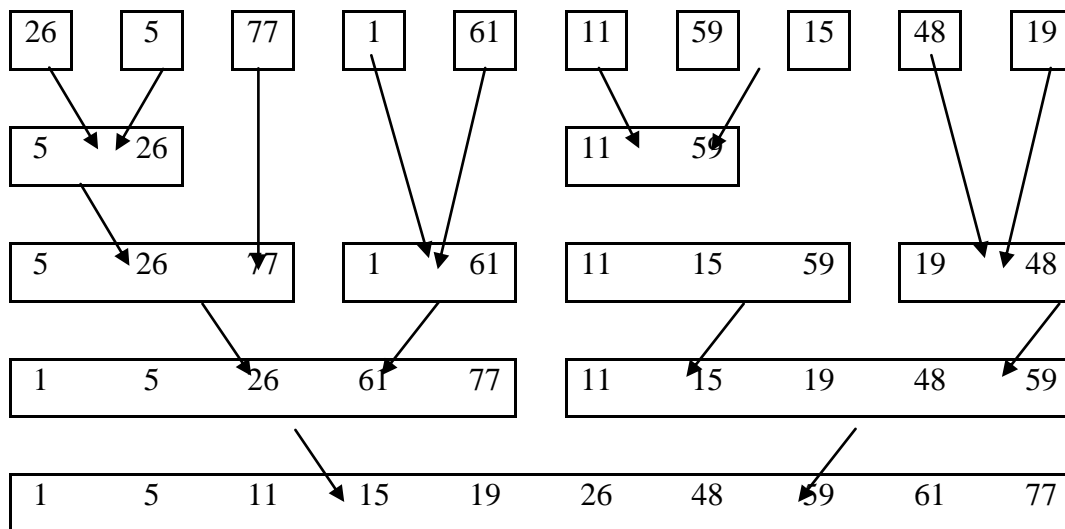 26 5 77 1 61 11 59 15 48 19
5 26 11 59
5 26 77 1 61 11 15 59 19 48
1 5 26 61 77 11 15 19 48 59
1 5 11 15 19 26 48 59 61 77